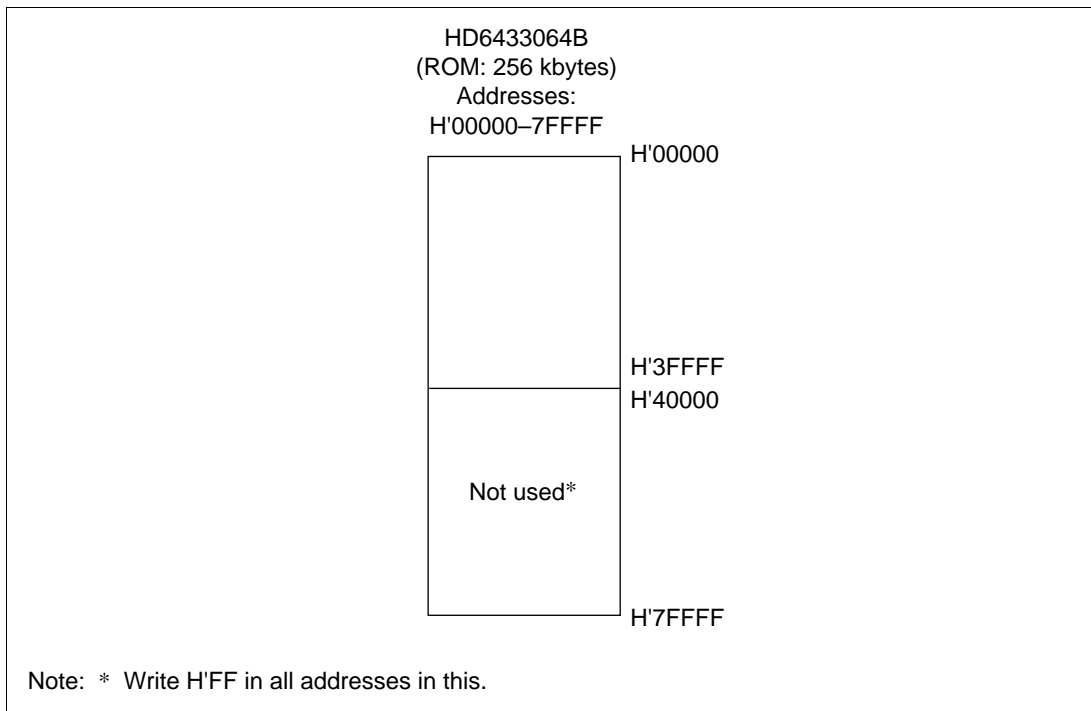 HD6433064B
(ROM: 256 kbytes)
Addresses:
H'00000–7FFFF
H'00000
H'3FFFF
H'40000
Not used*
H'7FFFF
Note: * Write H'FF in all addresses in this.